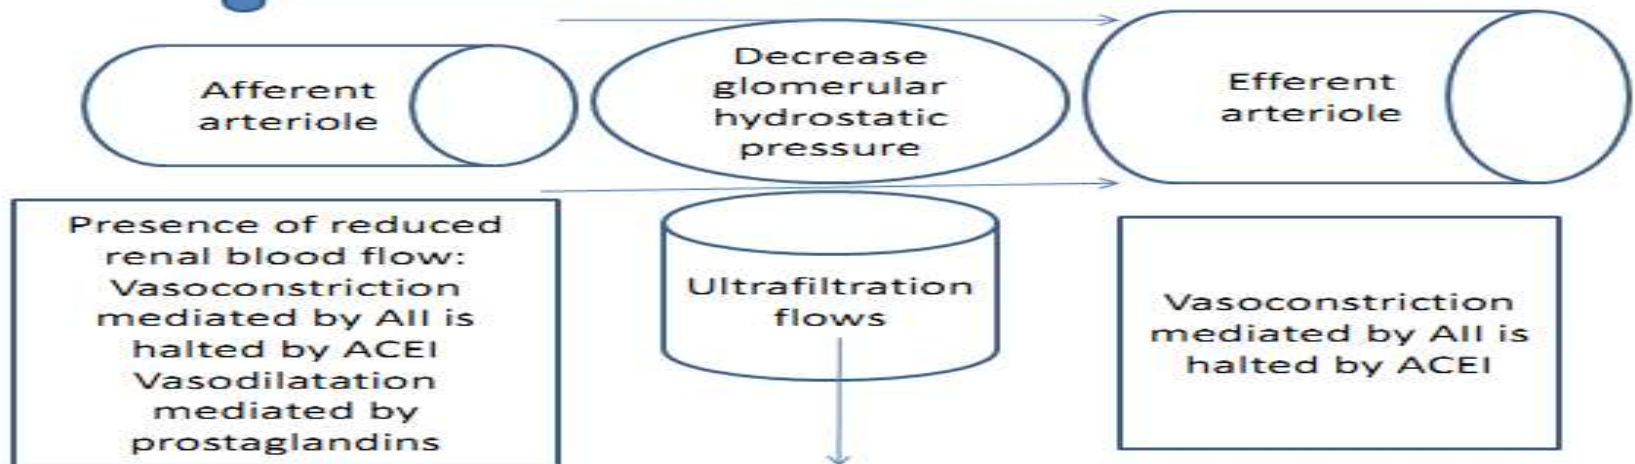 Afferent
arteriole
Decrease
glomerular
hydrostatic
pressure
Efferent
arteriole
Presence of reduced
renal blood flow:
Vasoconstriction
mediated by AII is
halted by ACEI
Vasodilatation
mediated by
prostaglandins
Ultrafiltration
flows
Vasoconstriction
mediated by AII is
halted by ACEI